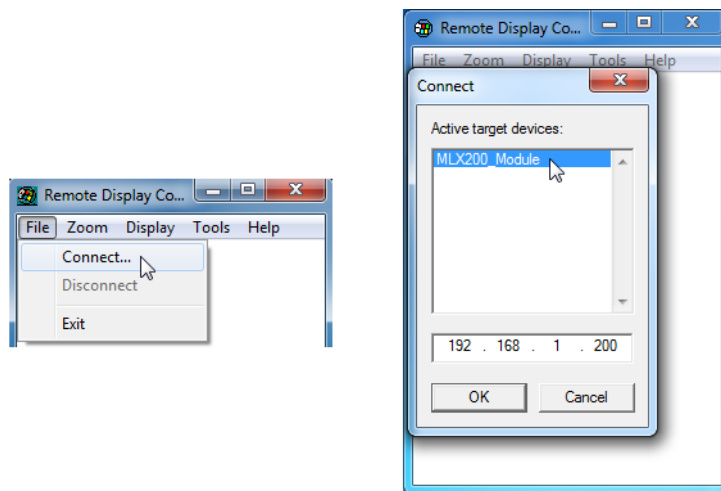 Remote Display Co...
File Zoom Display Tools Help
Connect...
Disconnect
Exit
Remote Display Co...
File Zoom Display Tools Help
Connect
Active target devices:
MLX200_Module
192 . 168 . 1 . 200
OK Cancel